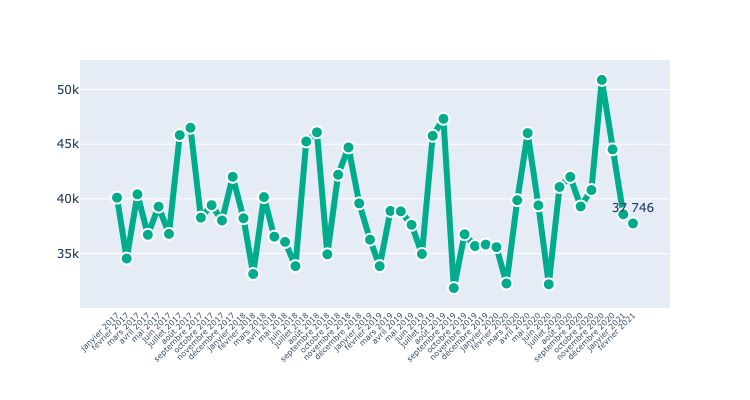 50k
45k
40k
35k
37 746
janvier 2017
février 2017
mars 2017
avril 2017
mai 2017
juin 2017
juillet 2017
août 2017
septembre 2017
octobre 2017
novembre 2017
décembre 2017
janvier 2018
février 2018
mars 2018
avril 2018
mai 2018
juin 2018
juillet 2018
août 2018
septembre 2018
octobre 2018
novembre 2018
décembre 2018
janvier 2019
février 2019
mars 2019
avril 2019
mai 2019
juin 2019
juillet 2019
août 2019
septembre 2019
octobre 2019
novembre 2019
décembre 2019
janvier 2020
février 2020
mars 2020
avril 2020
mai 2020
juin 2020
juillet 2020
août 2020
septembre 2020
octobre 2020
novembre 2020
décembre 2020
janvier 2021
février 2021